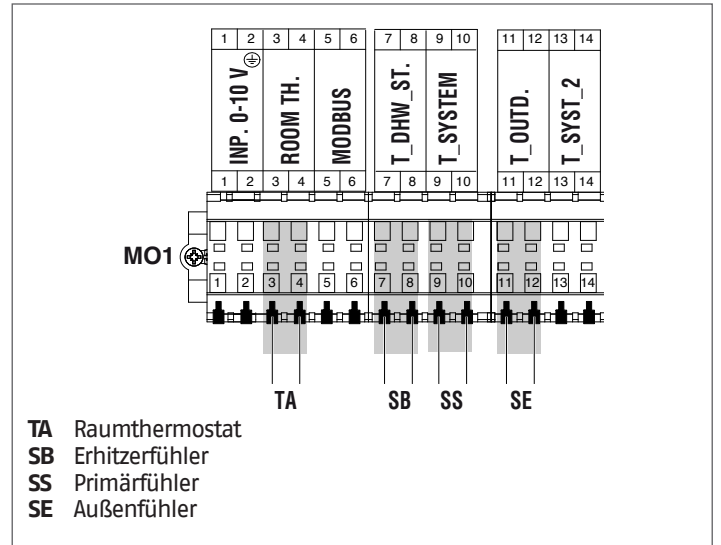 1 2 3 4 5 6 7 8 9 10 11 12 13 14
INP. 0-10 V
ROOM TH.
MODBUS
T_DHW_ST.
T_SYSTEM
T_OUTD.
T_SYST_2
1 2 3 4 5 6 7 8 9 10 11 12 13 14
MO1
1 2 3 4 5 6 7 8 9 10 11 12 13 14
TA SB SS SE
TA Raumthermostat
SB Erhitzerfühler
SS Primärfühler
SE Außenfühler